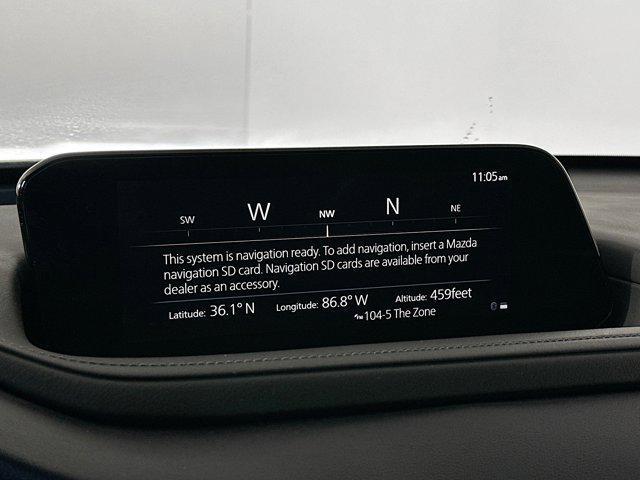 11:05am
SW W NW N NE
This system is navigation ready. To add navigation, insert a Mazda
navigation SD card. Navigation SD cards are available from your
dealer as an accessory.
Latitude: 36.1° N Longitude: 86.8° W Altitude: 459feet
104-5 The Zone